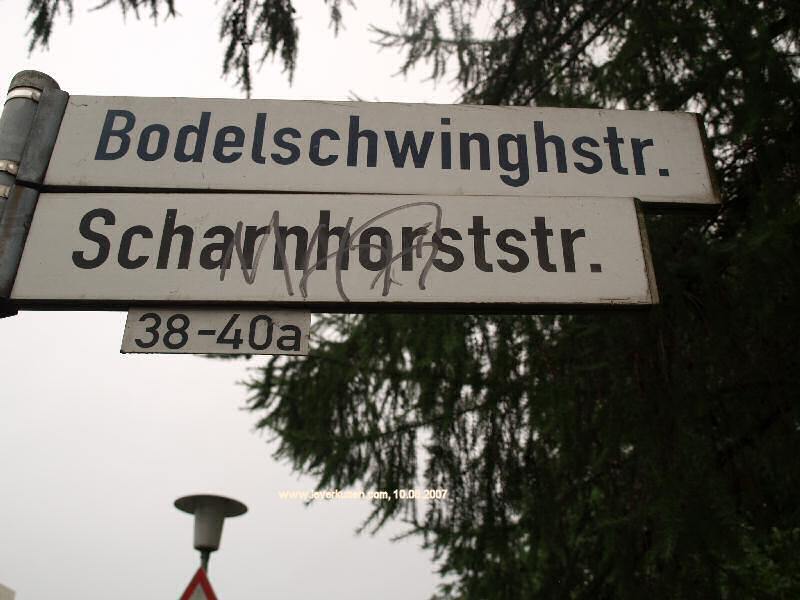 Bodelschwinghstr.
Scharnhorststr.
38-40a
www.leverkusen.com, 10.06.2007